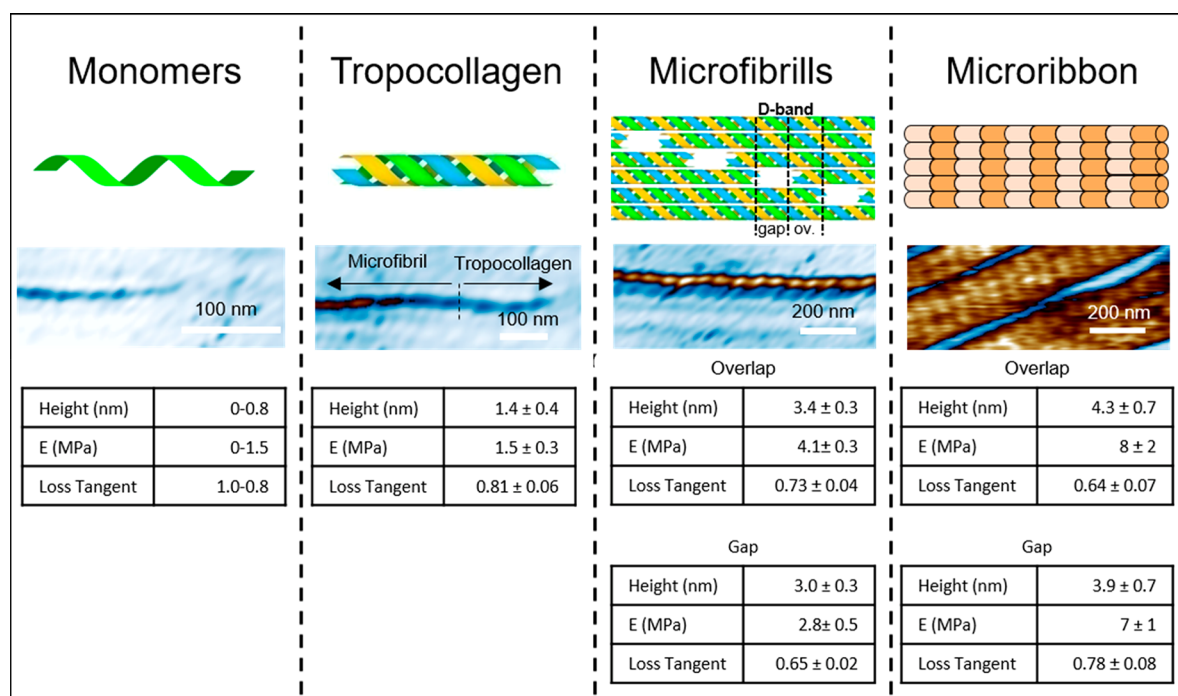 Monomers
100 nm
Height (nm) 0-0.8
E (MPa) 0-1.5
Loss Tangent 1.0-0.8
Tropocollagen
Microfibril Tropocollagen
100 nm
Height (nm) 1.4 ± 0.4
E (MPa) 1.5 ± 0.3
Loss Tangent 0.81 ± 0.06
Microfibrills
D-band
gap ov.
200 nm
Overlap
Height (nm) 3.4 ± 0.3
E (MPa) 4.1± 0.3
Loss Tangent 0.73 ± 0.04
Gap
Height (nm) 3.0 ± 0.3
E (MPa) 2.8± 0.5
Loss Tangent 0.65 ± 0.02
Microribbon
200 nm
Overlap
Height (nm) 4.3 ± 0.7
E (MPa) 8 ± 2
Loss Tangent 0.64 ± 0.07
Gap
Height (nm) 3.9 ± 0.7
E (MPa) 7 ± 1
Loss Tangent 0.78 ± 0.08